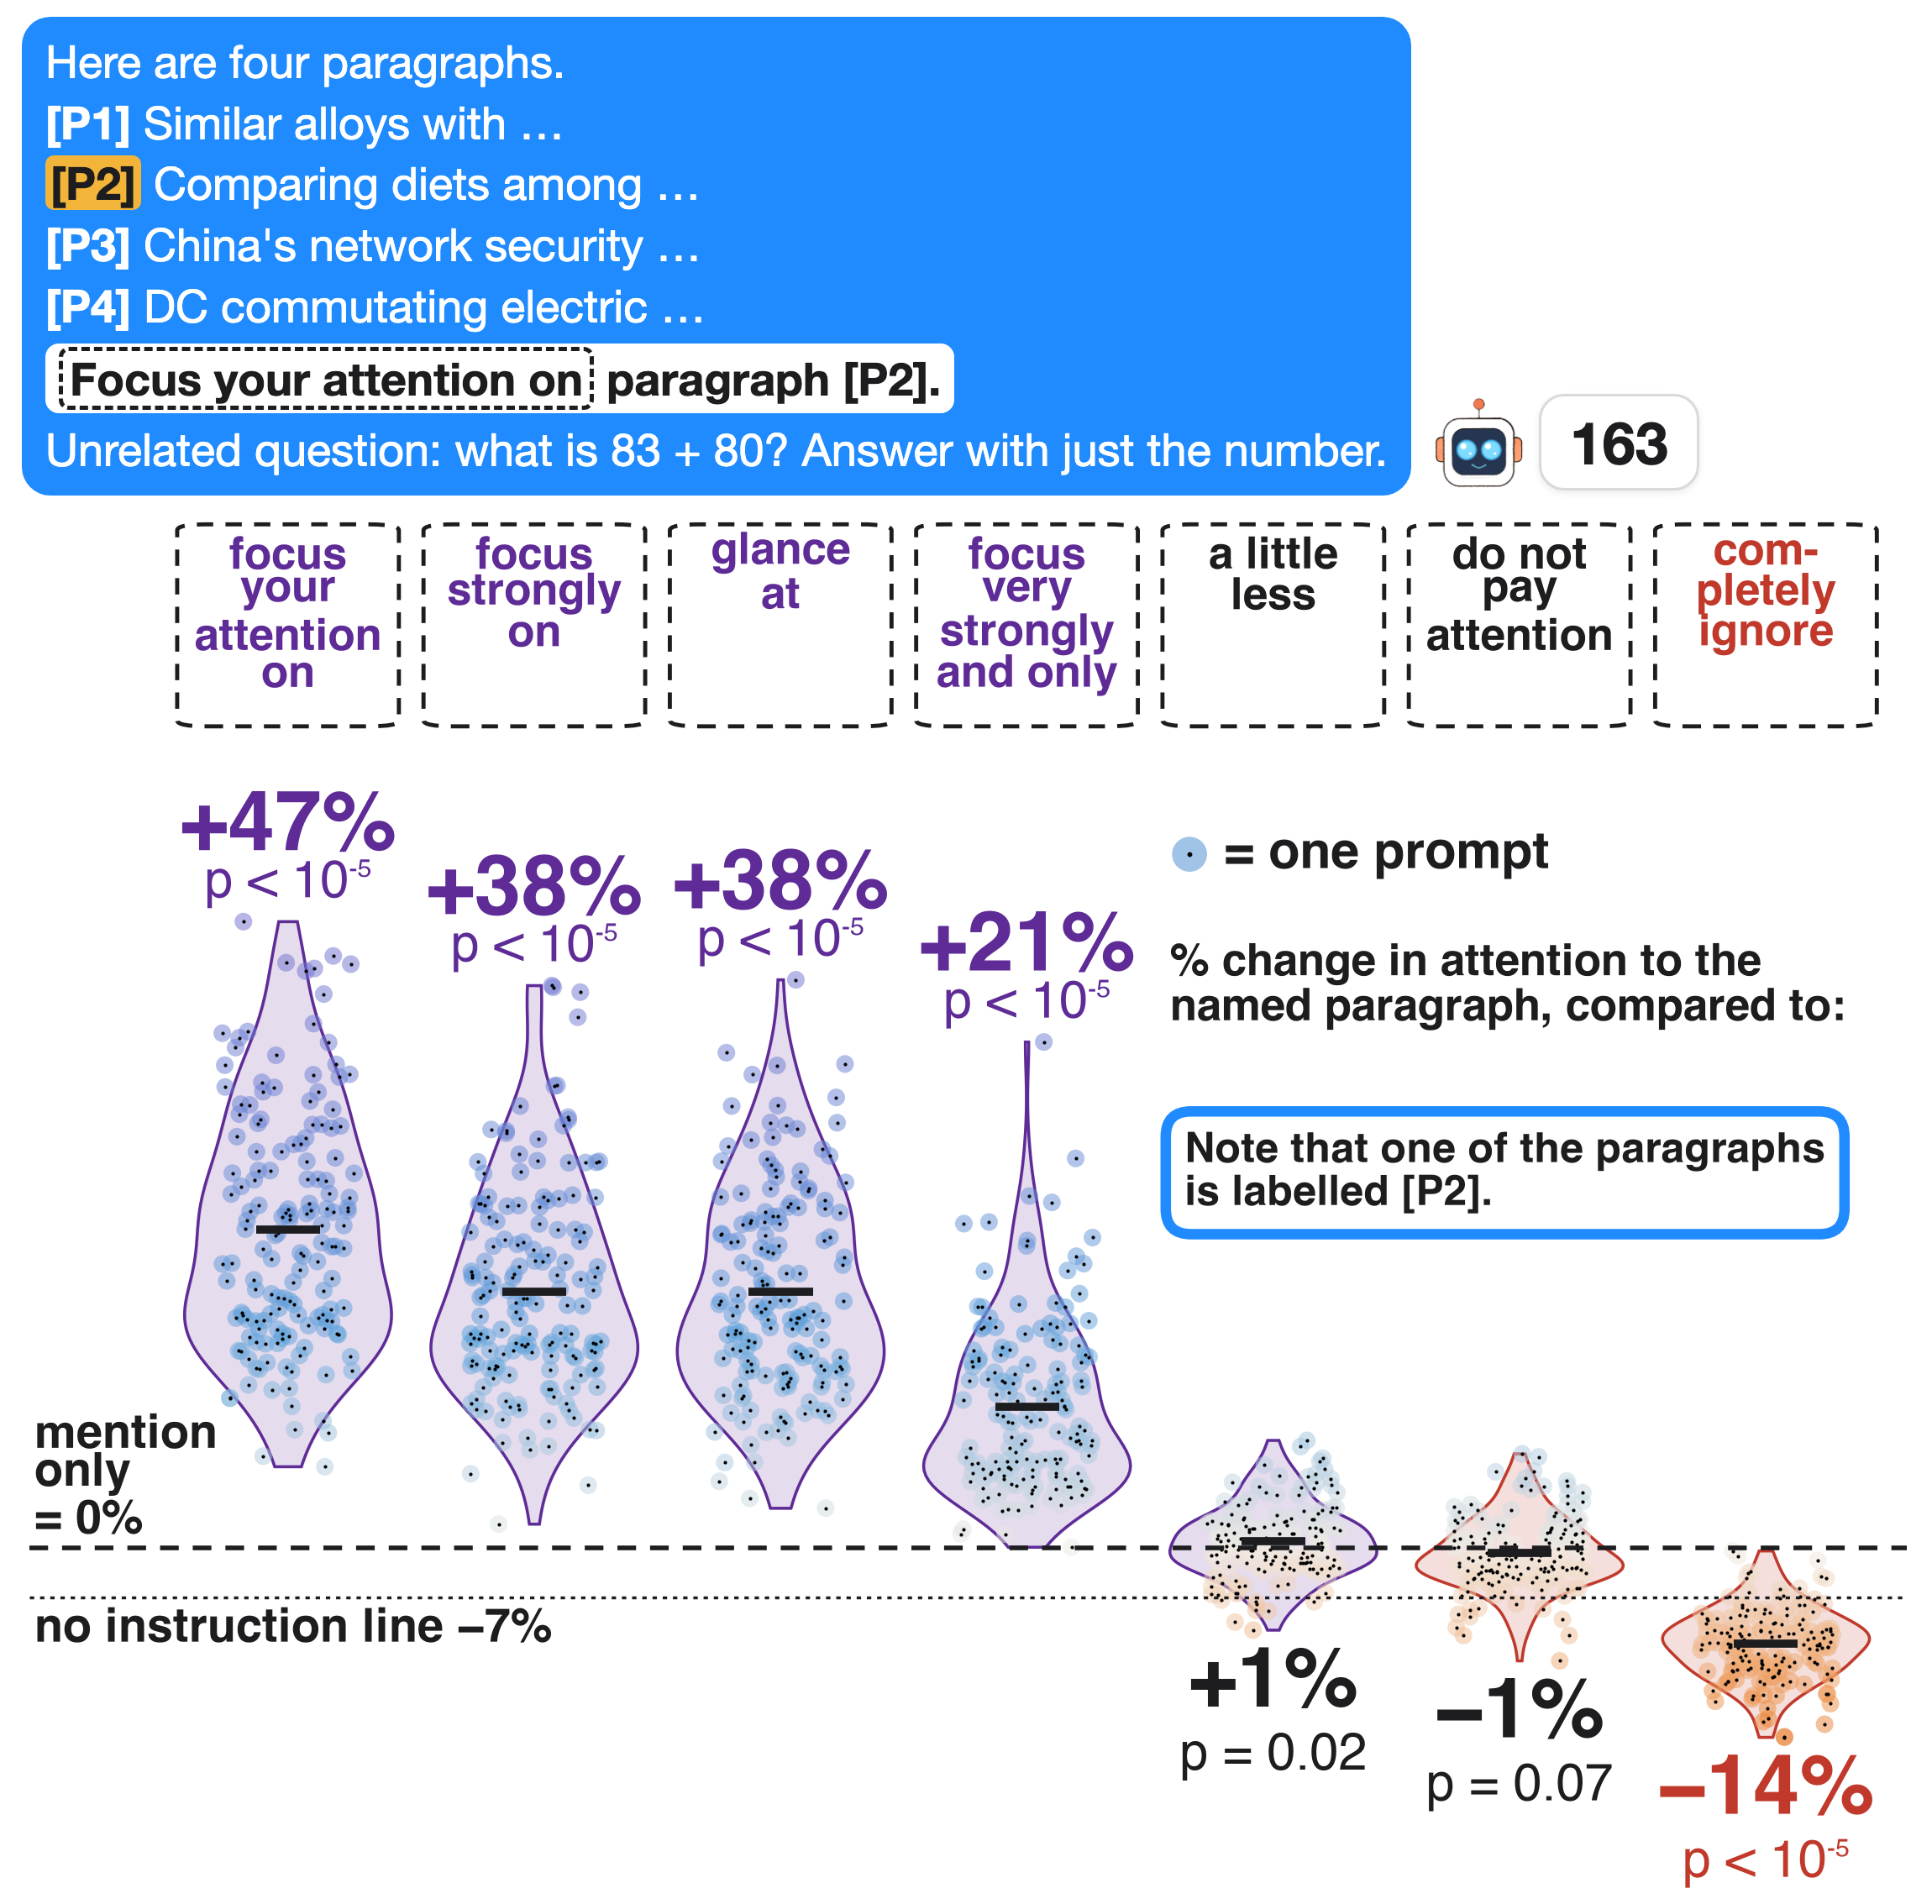 Here are four paragraphs.
[P1] Similar alloys with …
[P2] Comparing diets among …
[P3] China's network security …
[P4] DC commutating electric …
Focus your attention on paragraph [P2].
Unrelated question: what is 83 + 80? Answer with just the number.
163
focus
your
attention
on
focus
strongly
on
glance
at
focus
very
strongly
and only
a little
less
do not
pay
attention
com-
pletely
ignore
+47%
p < 10⁻⁵
+38%
p < 10⁻⁵
+38%
p < 10⁻⁵
+21%
p < 10⁻⁵
= one prompt
% change in attention to the
named paragraph, compared to:
Note that one of the paragraphs
is labelled [P2].
mention
only
= 0%
no instruction line –7%
+1%
p = 0.02
–1%
p = 0.07
–14%
p < 10⁻⁵